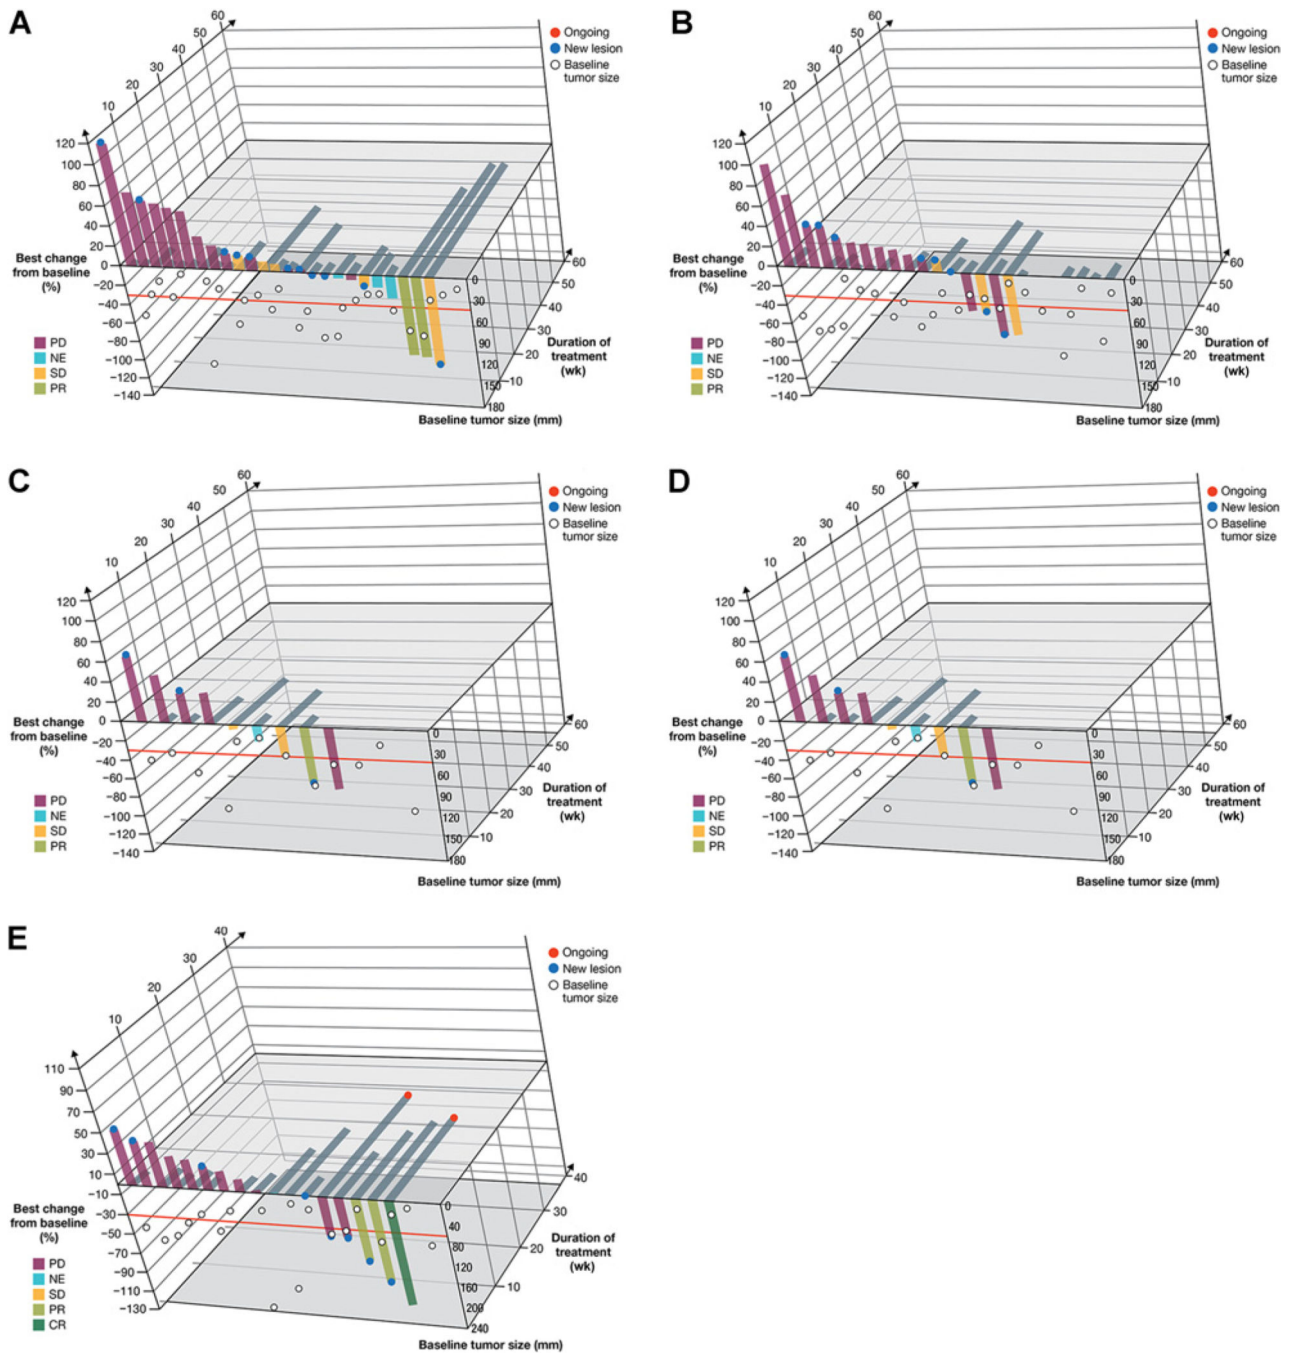 A
60
50
40
30
20
10
120
100
80
60
40
20
0
−20
−40
−60
−80
−100
−120
−140
Best change
from baseline
(%)
PD
NE
SD
PR
Ongoing
New lesion
Baseline
tumor size
0
30
60
90
120
150
180
60
50
40
30
20
10
Duration of
treatment
(wk)
Baseline tumor size (mm)
B
60
50
40
30
20
10
120
100
80
60
40
20
0
−20
−40
−60
−80
−100
−120
−140
Best change
from baseline
(%)
PD
NE
SD
PR
Ongoing
New lesion
Baseline
tumor size
0
30
60
90
120
150
180
60
50
40
30
20
10
Duration of
treatment
(wk)
Baseline tumor size (mm)
C
60
50
40
30
20
10
120
100
80
60
40
20
0
−20
−40
−60
−80
−100
−120
−140
Best change
from baseline
(%)
PD
NE
SD
PR
Ongoing
New lesion
Baseline
tumor size
0
30
60
90
120
150
180
60
50
40
30
20
10
Duration of
treatment
(wk)
Baseline tumor size (mm)
D
60
50
40
30
20
10
120
100
80
60
40
20
0
−20
−40
−60
−80
−100
−120
−140
Best change
from baseline
(%)
PD
NE
SD
PR
Ongoing
New lesion
Baseline
tumor size
0
30
60
90
120
150
180
60
50
40
30
20
10
Duration of
treatment
(wk)
Baseline tumor size (mm)
E
40
30
20
10
110
90
70
50
30
10
−10
−30
−50
−70
−90
−110
−130
Best change
from baseline
(%)
PD
NE
SD
PR
CR
Ongoing
New lesion
Baseline
tumor size
0
40
80
120
160
200
240
40
30
20
10
Duration of
treatment
(wk)
Baseline tumor size (mm)